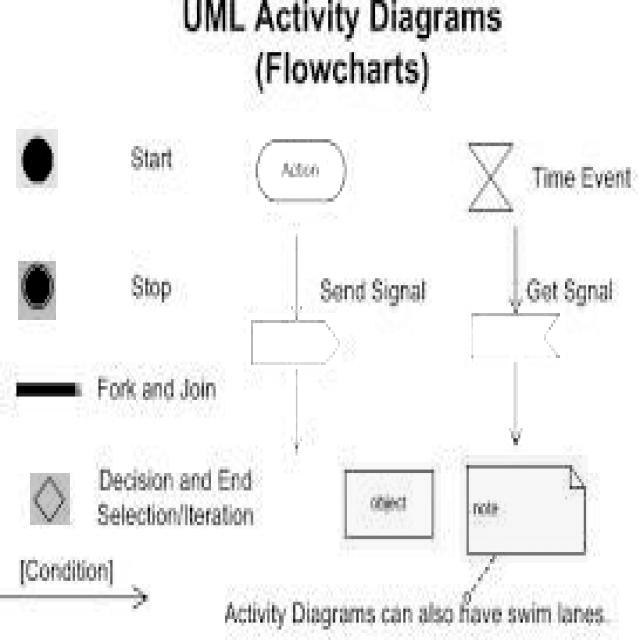 UML Activity Diagrams
(Flowcharts)
Start
Action
Time Event
Stop
Send Signal
Get Sgnal
Fork and Join
Decision and End
Selection/Iteration
object
note
[Condition]
Activity Diagrams can also have swim lanes.